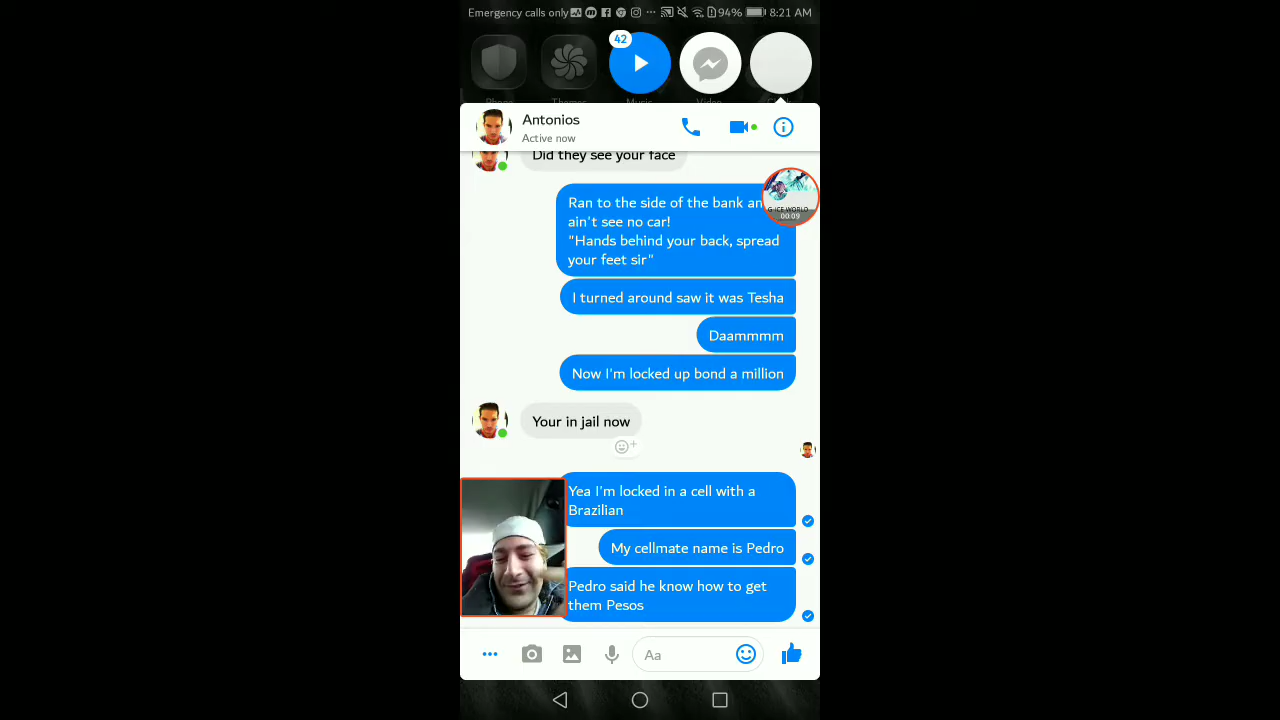 Emergency calls only
94%
8:21 AM
42
Antonios
Active now
Did they see your face
Ran to the side of the bank an
ain't see no car!
"Hands behind your back, spread
your feet sir"
00:09
I turned around saw it was Tesha
Daammmm
Now I'm locked up bond a million
Your in jail now
Yea I'm locked in a cell with a
Brazilian
My cellmate name is Pedro
Pedro said he know how to get
them Pesos
Aa